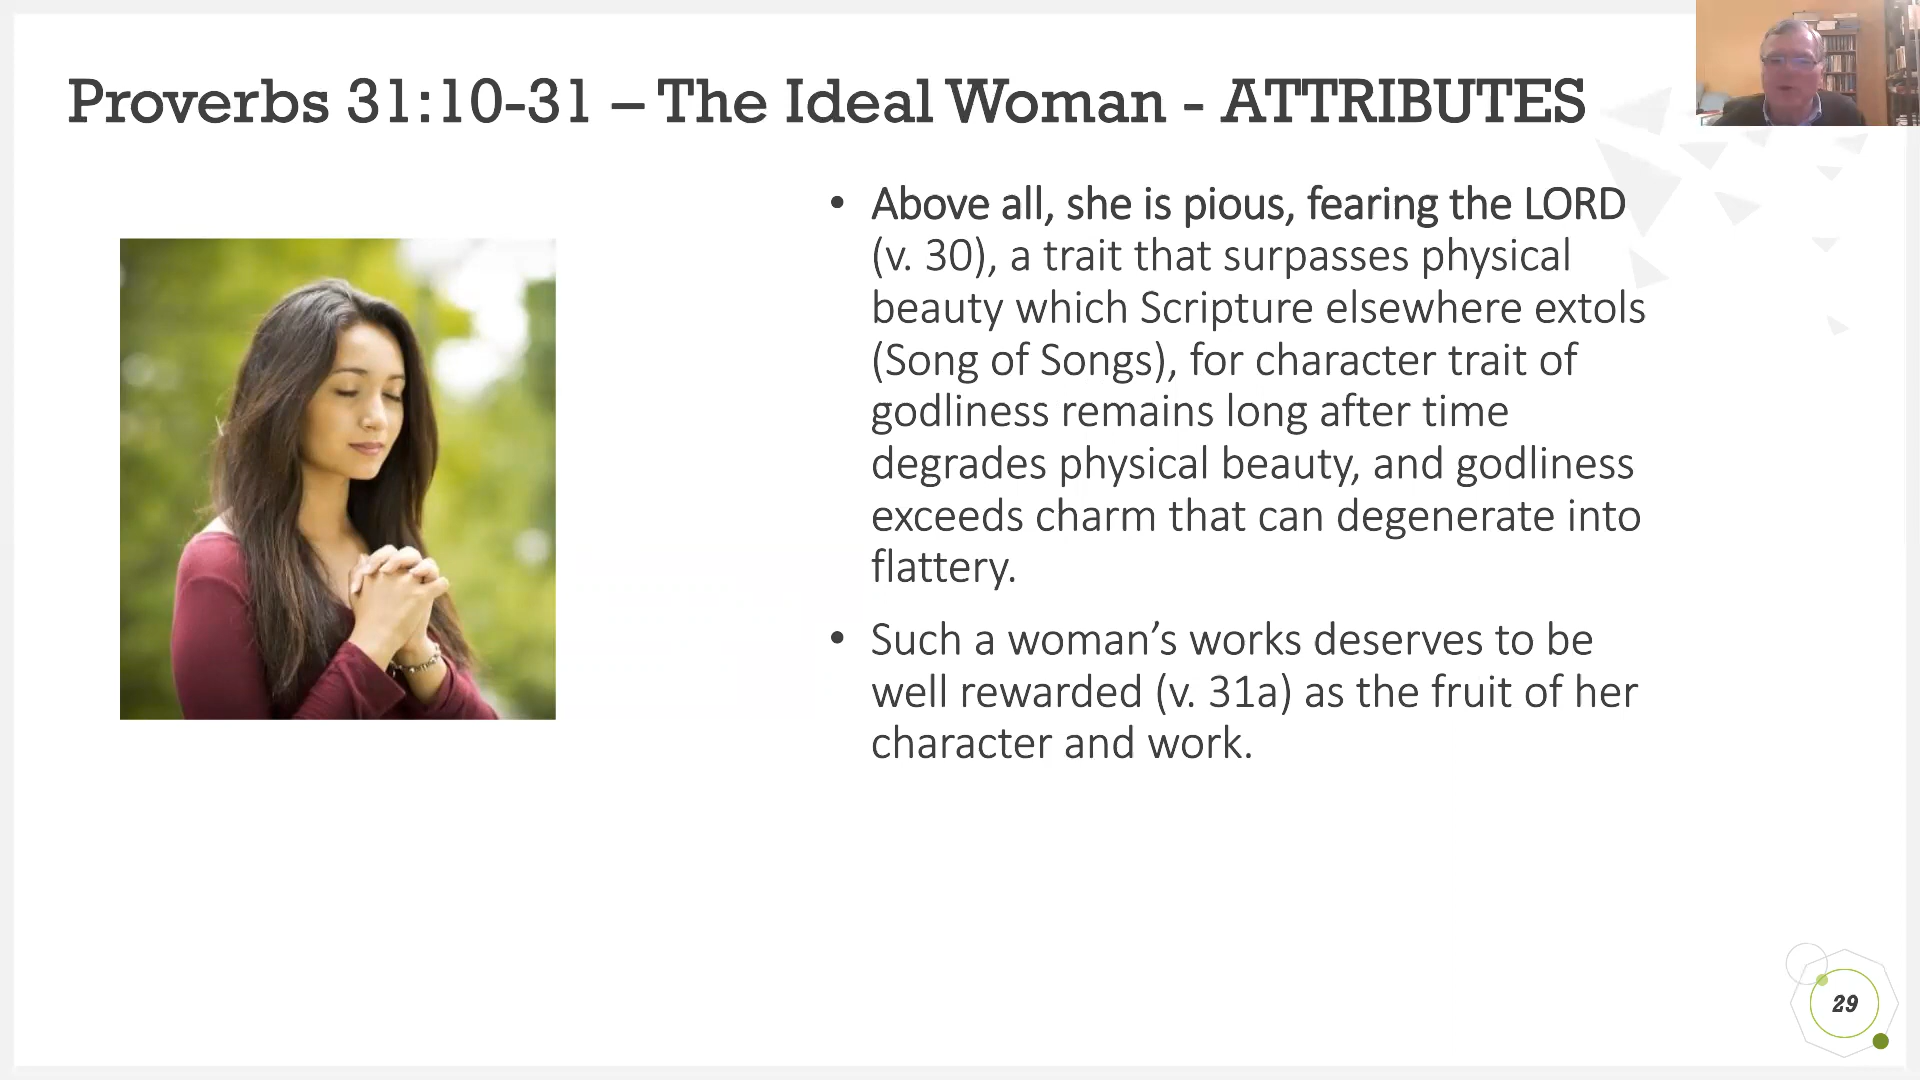 Proverbs 31:10-31 – The Ideal Woman - ATTRIBUTES
• Above all, she is pious, fearing the LORD
(v. 30), a trait that surpasses physical
beauty which Scripture elsewhere extols
(Song of Songs), for character trait of
godliness remains long after time
degrades physical beauty, and godliness
exceeds charm that can degenerate into
flattery.
• Such a woman’s works deserves to be
well rewarded (v. 31a) as the fruit of her
character and work.
29